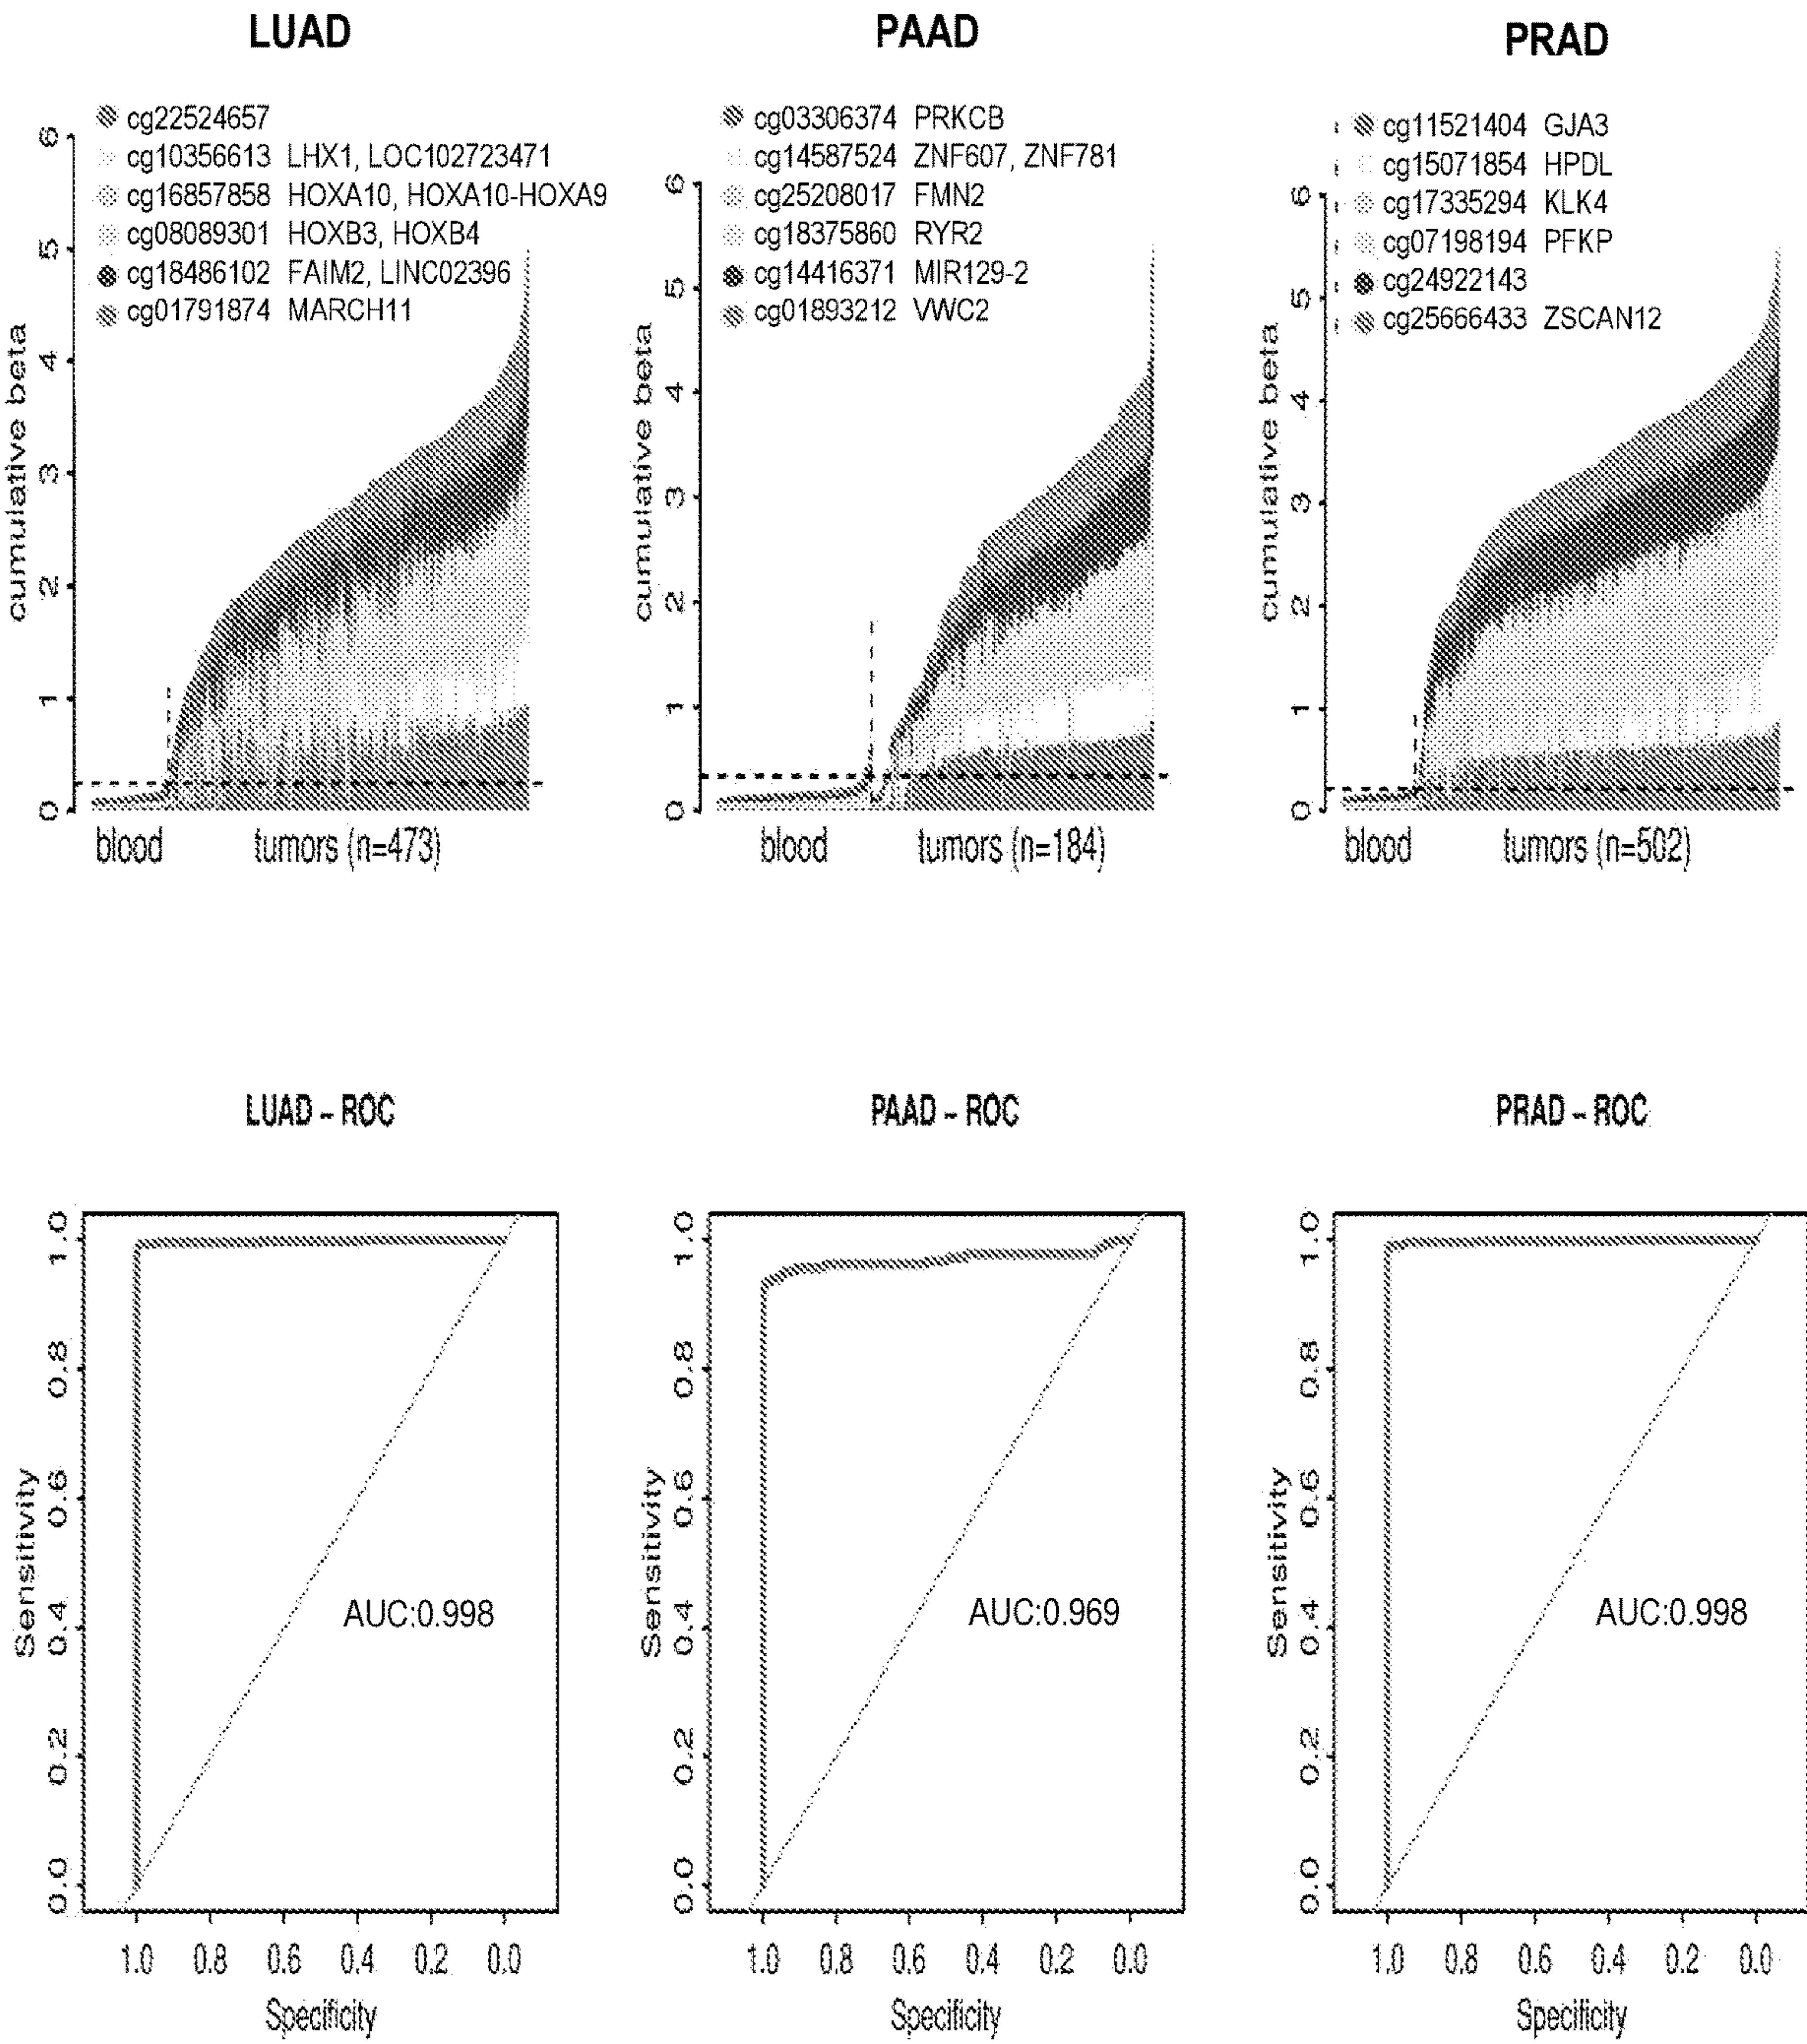 LUAD
cg22524657
cg10356613 LHX1, LOC102723471
cg16857858 HOXA10, HOXA10-HOXA9
cg08089301 HOXB3, HOXB4
cg18486102 FAIM2, LINC02396
cg01791874 MARCH11
cumulative beta
6
5
4
3
2
1
0
blood
tumors (n=473)
PAAD
cg03306374 PRKCB
cg14587524 ZNF607, ZNF781
cg25208017 FMN2
cg18375860 RYR2
cg14416371 MIR129-2
cg01893212 VWC2
cumulative beta
6
5
4
3
2
1
0
blood
tumors (n=184)
PRAD
cg11521404 GJA3
cg15071854 HPDL
cg17335294 KLK4
cg07198194 PFKP
cg24922143
cg25666433 ZSCAN12
cumulative beta
6
5
4
3
2
1
0
blood
tumors (n=502)
LUAD – ROC
Sensitivity
1.0
0.8
0.6
0.4
0.2
0.0
AUC:0.998
1.0 0.8 0.6 0.4 0.2 0.0
Specificity
PAAD – ROC
Sensitivity
1.0
0.8
0.6
0.4
0.2
0.0
AUC:0.969
1.0 0.8 0.6 0.4 0.2 0.0
Specificity
PRAD – ROC
Sensitivity
1.0
0.8
0.6
0.4
0.2
0.0
AUC:0.998
1.0 0.8 0.6 0.4 0.2 0.0
Specificity